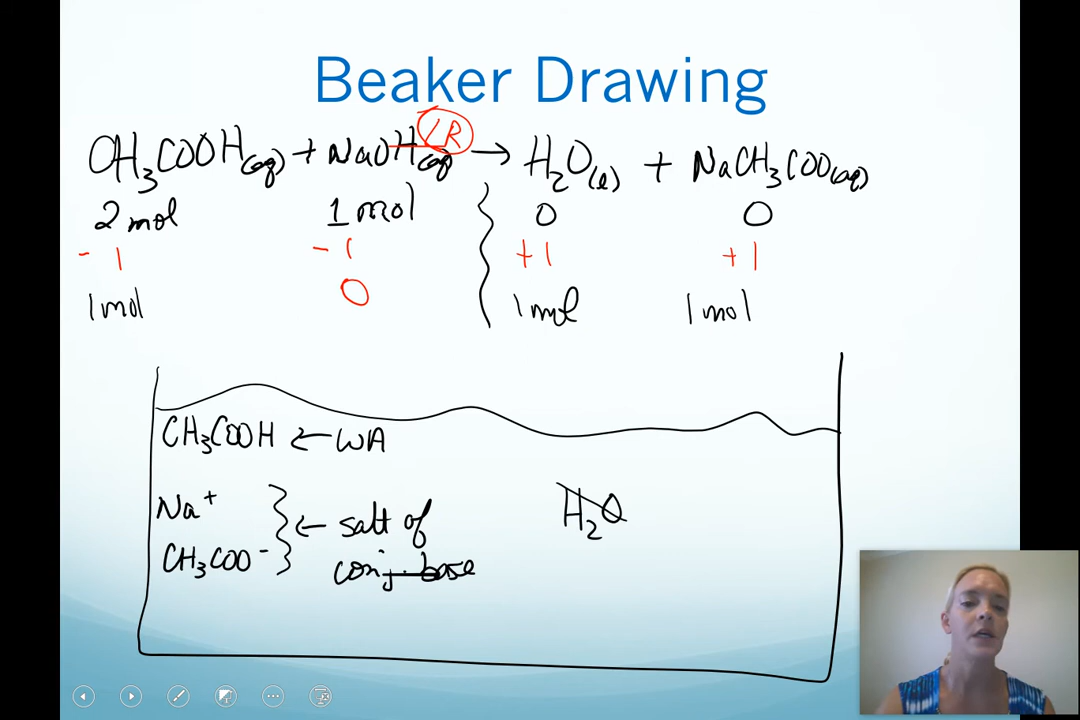 Beaker Drawing
CH₃COOH(aq) + NaOH(aq) LR → H₂O(l) + NaCH₃COO(aq)
2 mol 1 mol 0 0
-1 -1 +1 +1
1 mol 0 1 mol 1 mol
CH₃COOH ← WA
Na⁺ } ← salt of H₂O
CH₃COO⁻ conj. base